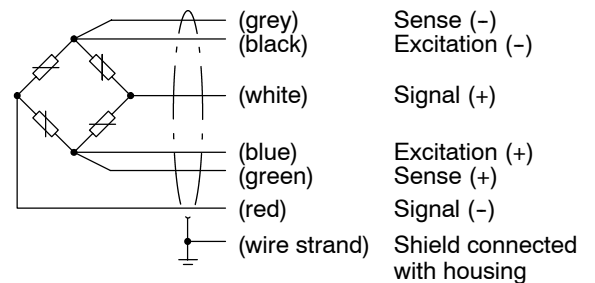 (grey) Sense (–)
(black) Excitation (–)
(white) Signal (+)
(blue) Excitation (+)
(green) Sense (+)
(red) Signal (–)
(wire strand) Shield connected
with housing